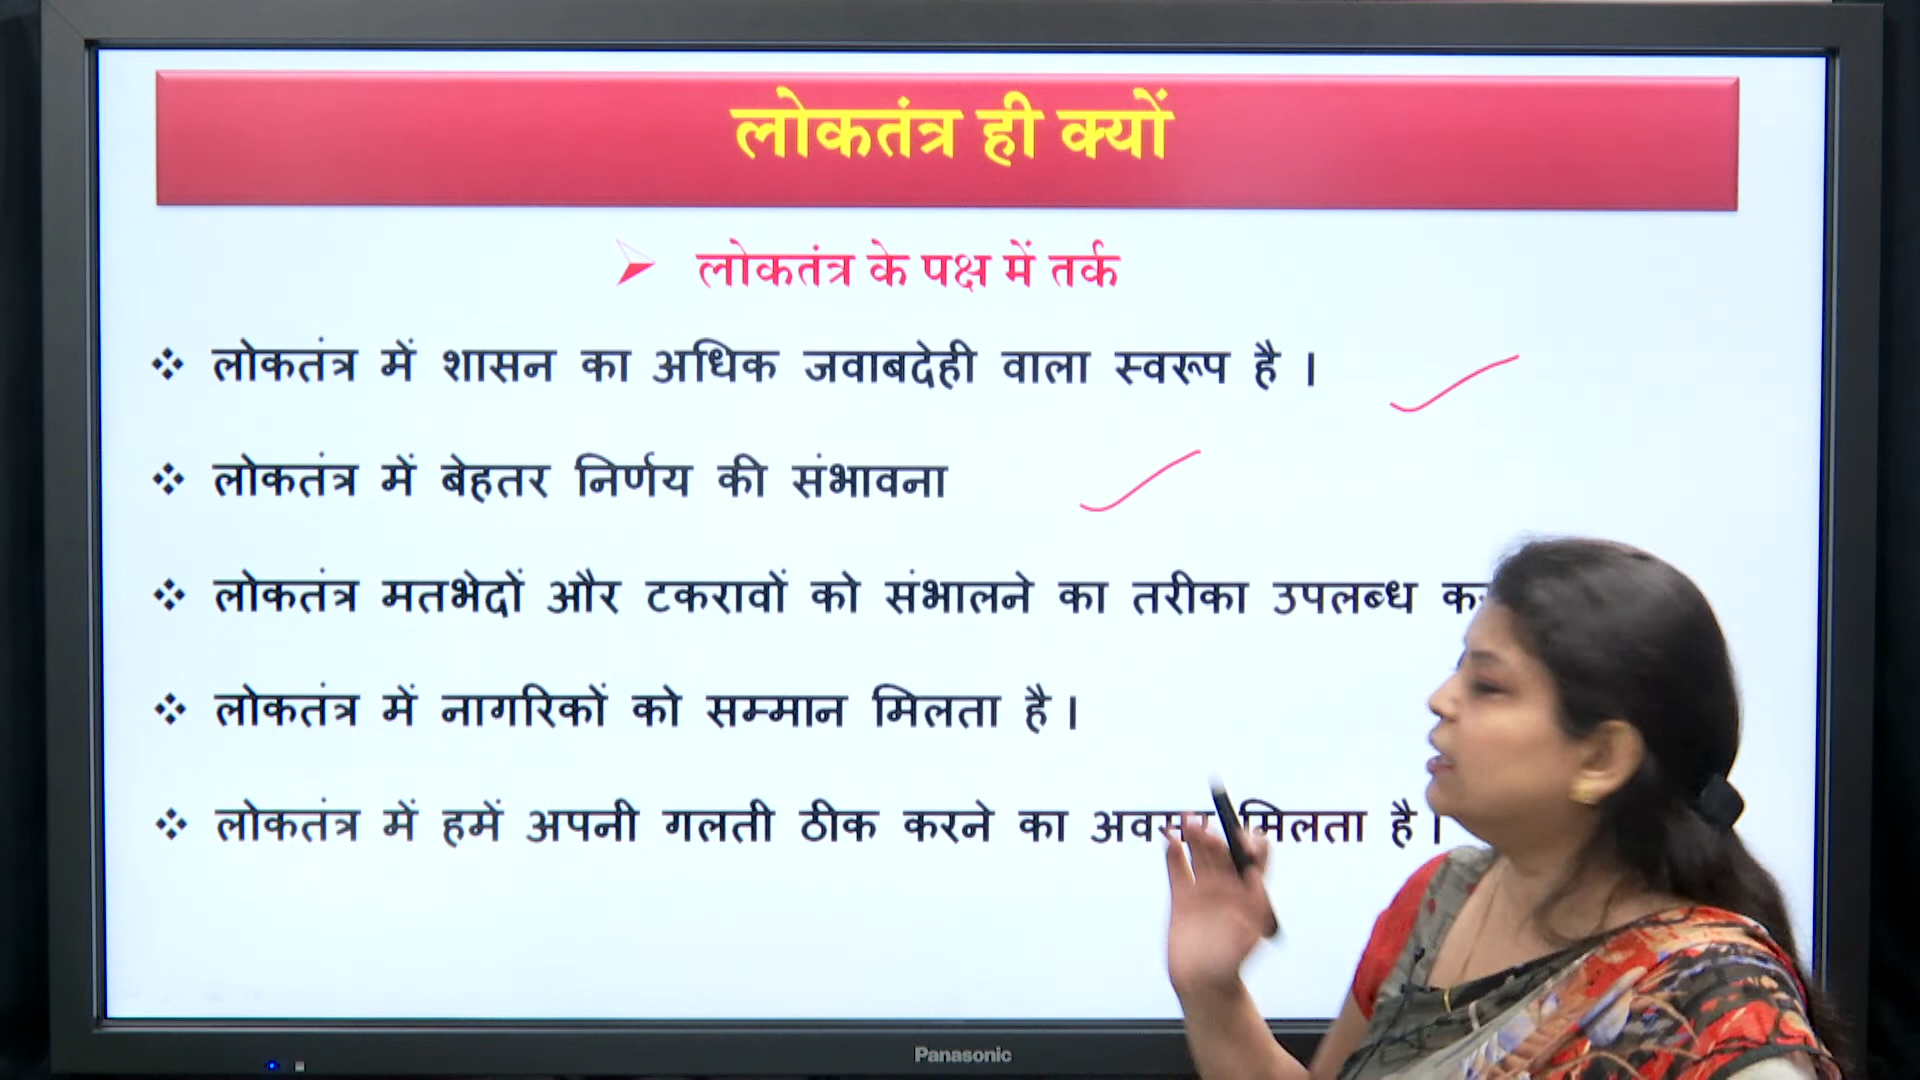 लोकतंत्र ही क्यों
लोकतंत्र के पक्ष में तर्क
लोकतंत्र में शासन का अधिक जवाबदेही वाला स्वरूप है ।
लोकतंत्र में बेहतर निर्णय की संभावना
लोकतंत्र मतभेदों और टकरावों को संभालने का तरीका उपलब्ध
लोकतंत्र में नागरिकों को सम्मान मिलता है ।
लोकतंत्र में हमें अपनी गलती ठीक करने का अवसर मिलता है ।
Panasonic